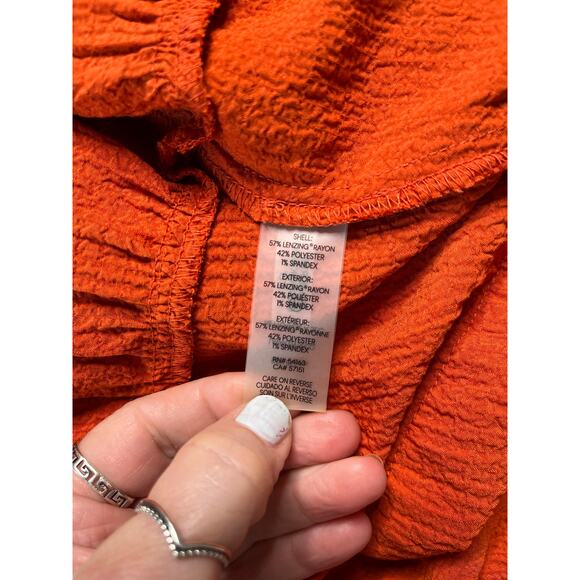 SHELL:
57% LENZING® RAYON
42% POLYESTER
1% SPANDEX
EXTERIOR:
57% LENZING® RAYON
42% POLIÉSTER
1% SPANDEX
EXTÉRIEUR:
57% LENZING® RAYONNE
42% POLYESTER
1% SPANDEX
RN# 54163
CA# 57151
CARE ON REVERSE
CUIDADO AL REVERSO
SOIN SUR L'INVERSE